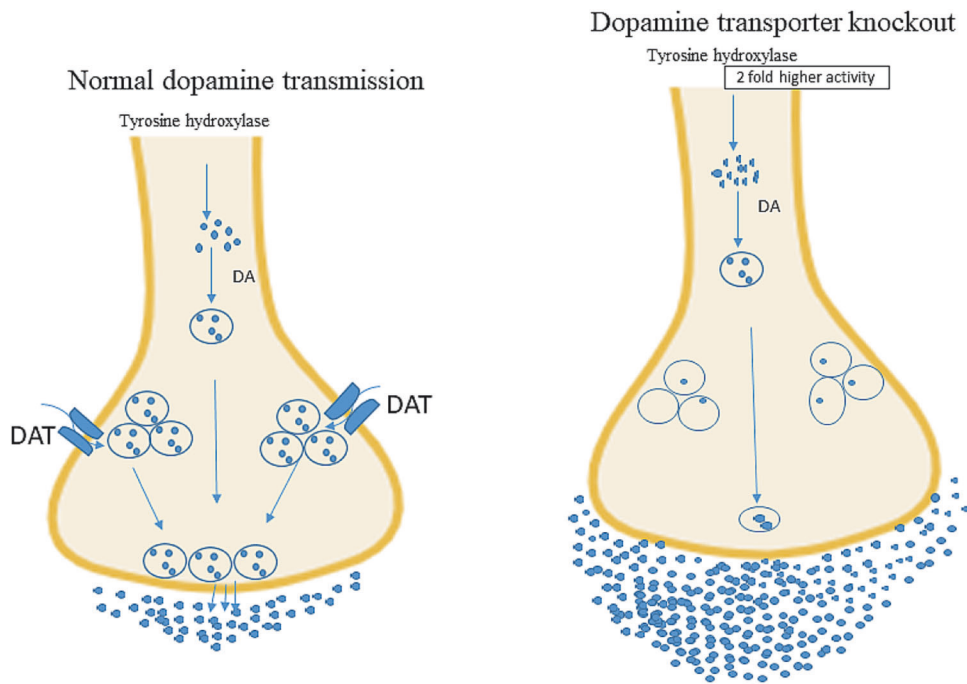 Normal dopamine transmission
Tyrosine hydroxylase
DA
DAT
DAT
Dopamine transporter knockout
Tyrosine hydroxylase
2 fold higher activity
DA